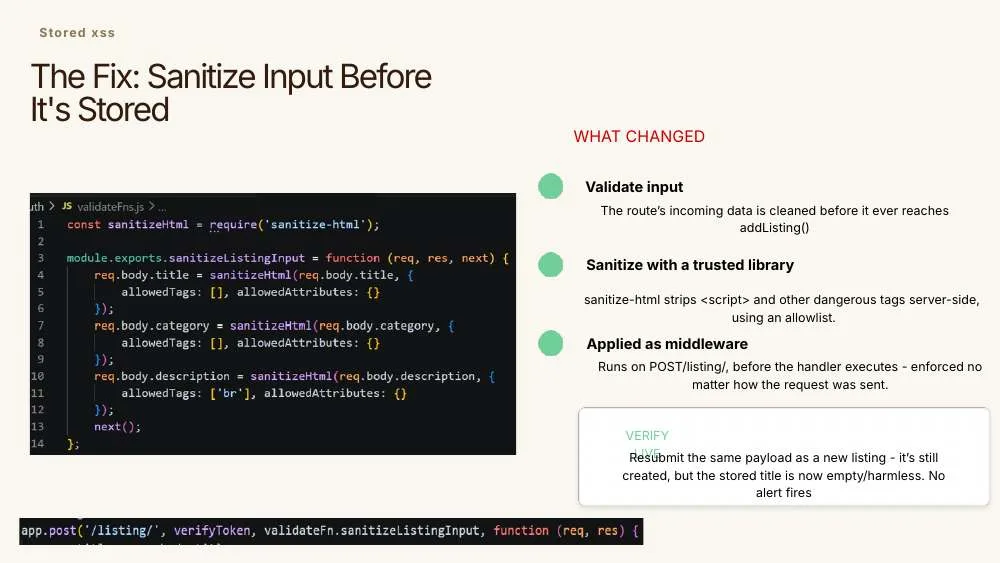 Stored xss
The Fix: Sanitize Input Before
It's Stored
uth > JS validateFns.js > ...
1 const sanitizeHtml = require('sanitize-html');
2
3 module.exports.sanitizeListingInput = function (req, res, next) {
4 req.body.title = sanitizeHtml(req.body.title, {
5 allowedTags: [], allowedAttributes: {}
6 });
7 req.body.category = sanitizeHtml(req.body.category, {
8 allowedTags: [], allowedAttributes: {}
9 });
10 req.body.description = sanitizeHtml(req.body.description, {
11 allowedTags: ['br'], allowedAttributes: {}
12 });
13 next();
14 };
app.post('/listing/', verifyToken, validateFn.sanitizeListingInput, function (req, res) {
WHAT CHANGED
Validate input
The route’s incoming data is cleaned before it ever reaches
addListing()
Sanitize with a trusted library
sanitize-html strips <script> and other dangerous tags server-side,
using an allowlist.
Applied as middleware
Runs on POST/listing/, before the handler executes - enforced no
matter how the request was sent.
VERIFY
LIVE
Resubmit the same payload as a new listing - it’s still
created, but the stored title is now empty/harmless. No
alert fires